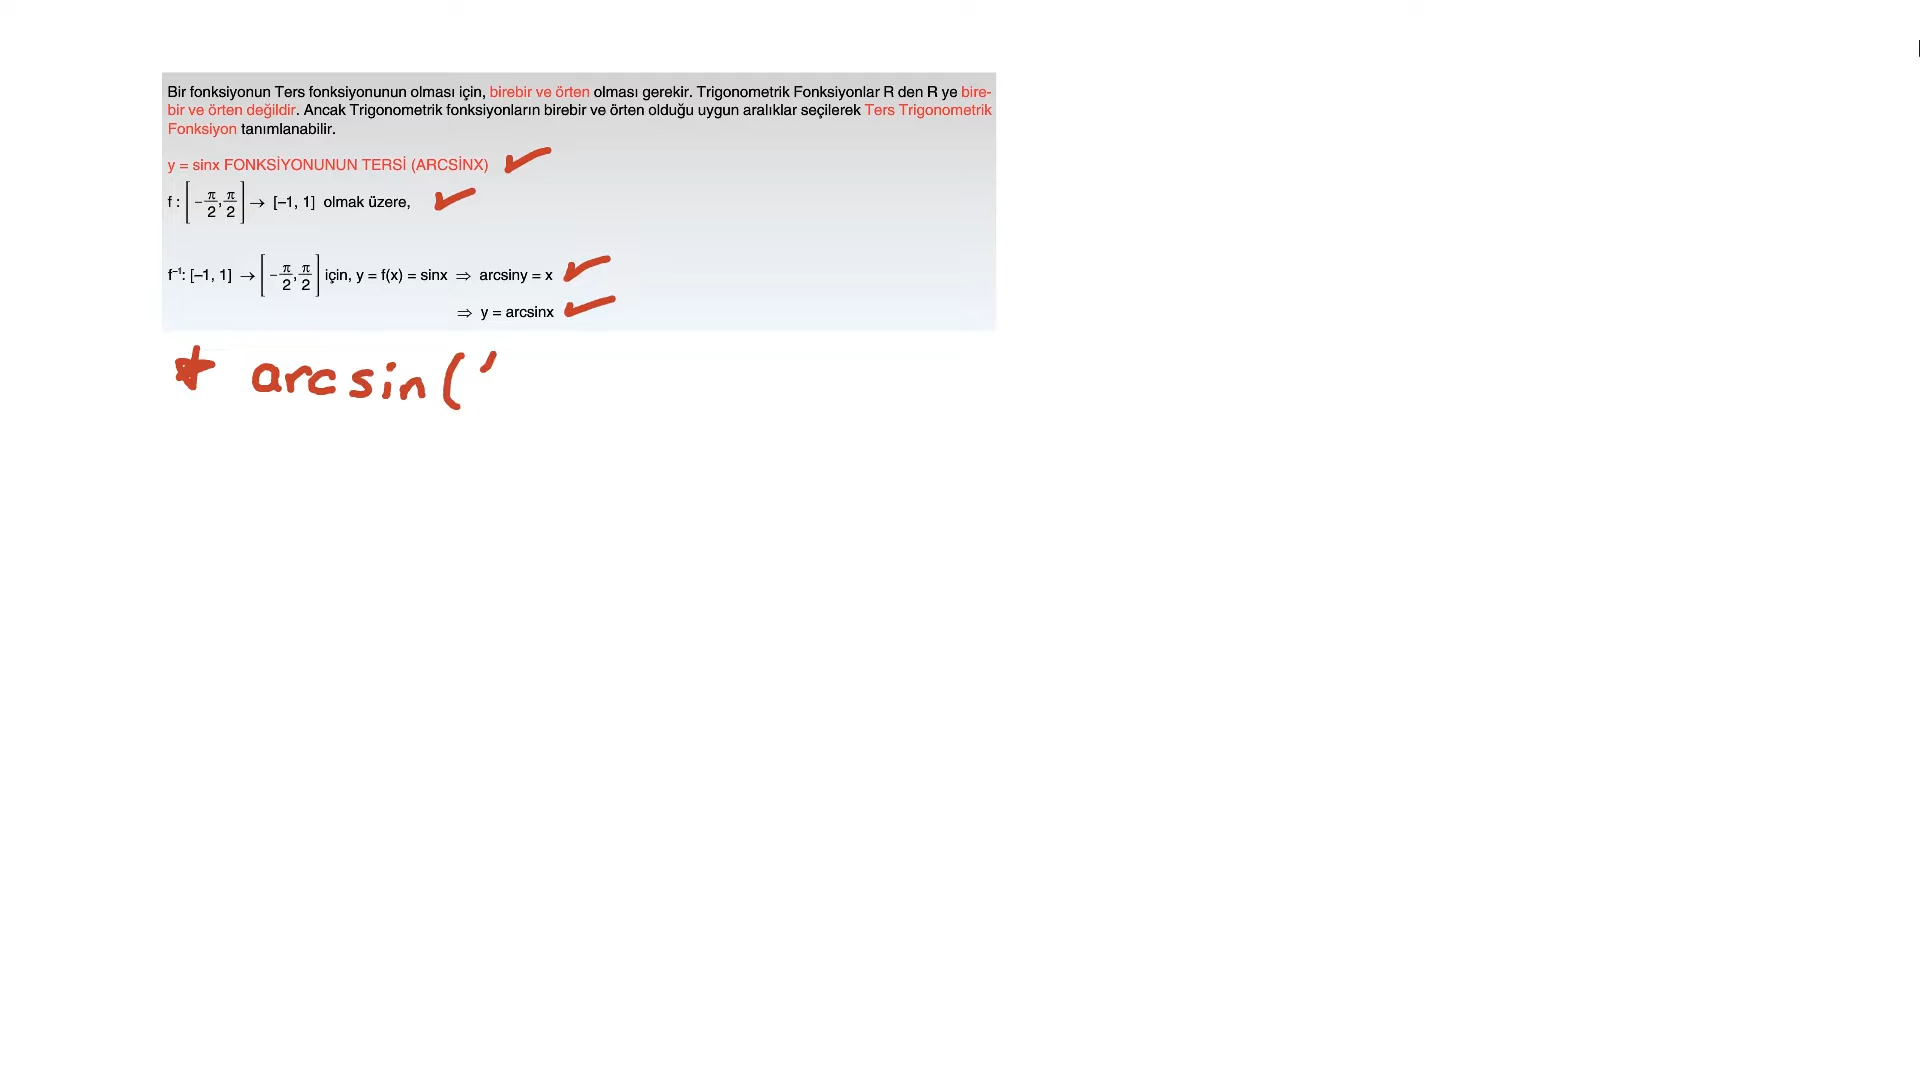 Bir fonksiyonun Ters fonksiyonunun olması için, birebir ve örten olması gerekir. Trigonometrik Fonksiyonlar R den R ye bire-
bir ve örten değildir. Ancak Trigonometrik fonksiyonların birebir ve örten olduğu uygun aralıklar seçilerek Ters Trigonometrik
Fonksiyon tanımlanabilir.
y = sinx FONKSİYONUNUN TERSİ (ARCSİNX) ✓
f : [−π/2, π/2] → [–1, 1] olmak üzere, ✓
f⁻¹: [–1, 1] → [−π/2, π/2] için, y = f(x) = sinx ⇒ arcsiny = x ✓
⇒ y = arcsinx ✓
* arcsin(